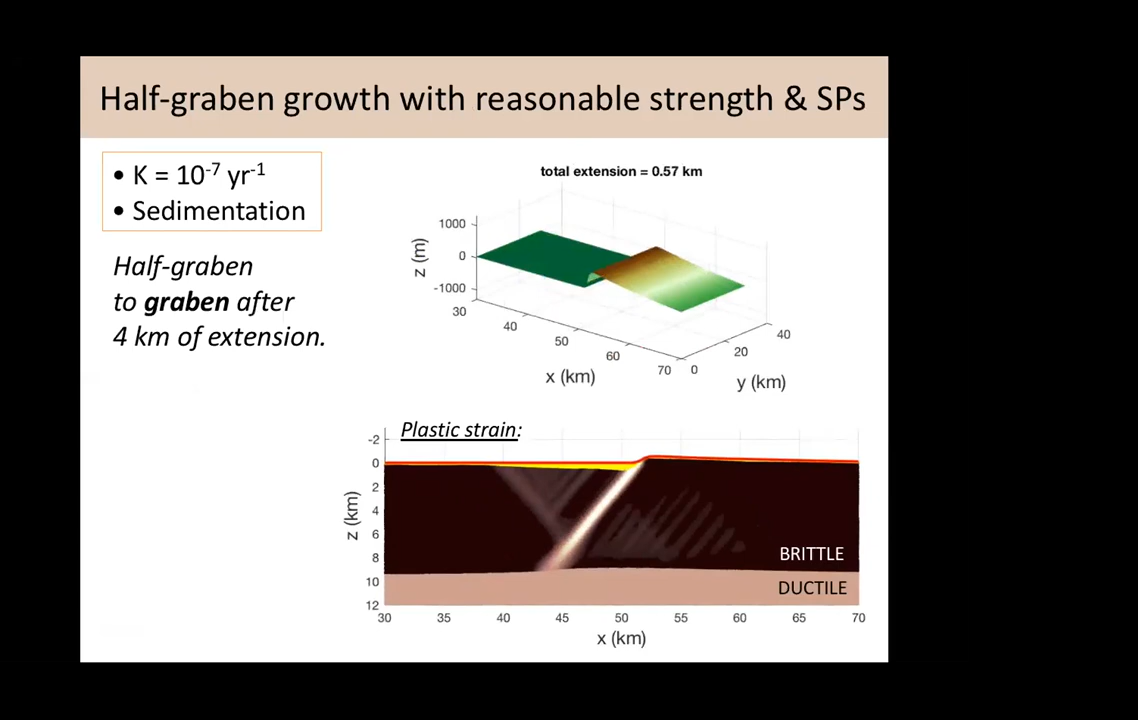 Half-graben growth with reasonable strength & SPs
• K = 10⁻⁷ yr⁻¹
• Sedimentation
Half-graben
to graben after
4 km of extension.
total extension = 0.57 km
1000
0
-1000
z (m)
30
40
50
60
70
x (km)
0
20
40
y (km)
Plastic strain:
-2
0
2
4
6
8
10
12
z (km)
BRITTLE
DUCTILE
30 35 40 45 50 55 60 65 70
x (km)